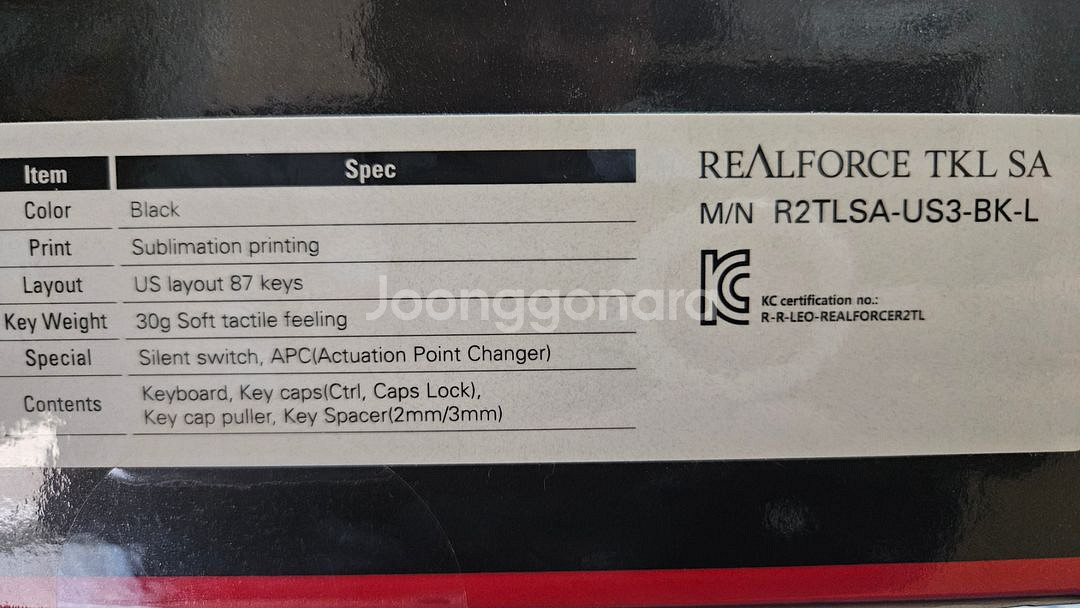 Item Spec
Color Black
Print Sublimation printing
Layout US layout 87 keys
Key Weight 30g Soft tactile feeling
Special Silent switch, APC(Actuation Point Changer)
Contents Keyboard, Key caps(Ctrl, Caps Lock),
Key cap puller, Key Spacer(2mm/3mm)
REALFORCE TKL SA
M/N R2TLSA-US3-BK-L
KC
KC certification no.:
R-R-LEO-REALFORCER2TL
Joonggonara